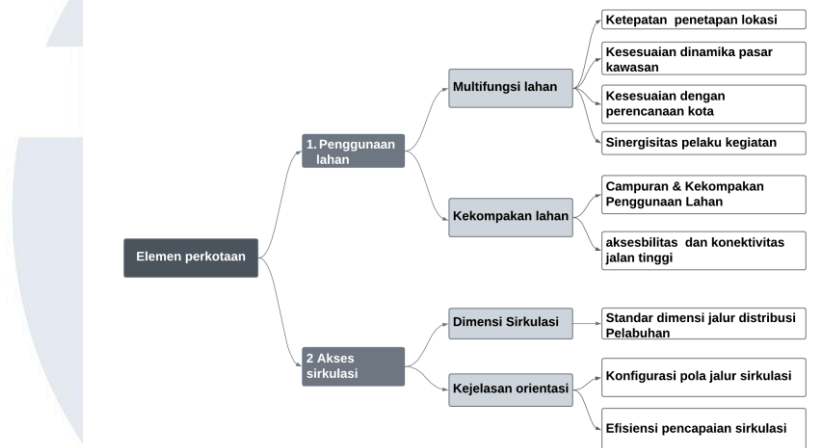 Ketepatan penetapan lokasi
Kesesuaian dinamika pasar
kawasan
Multifungsi lahan
Kesesuaian dengan
perencanaan kota
1. Penggunaan
lahan
Sinergisitas pelaku kegiatan
Campuran & Kekompakan
Penggunaan Lahan
Kekompakan lahan
aksesbilitas dan konektivitas
jalan tinggi
Elemen perkotaan
Dimensi Sirkulasi
Standar dimensi jalur distribusi
Pelabuhan
2 Akses
sirkulasi
Konfigurasi pola jalur sirkulasi
Kejelasan orientasi
Efisiensi pencapaian sirkulasi